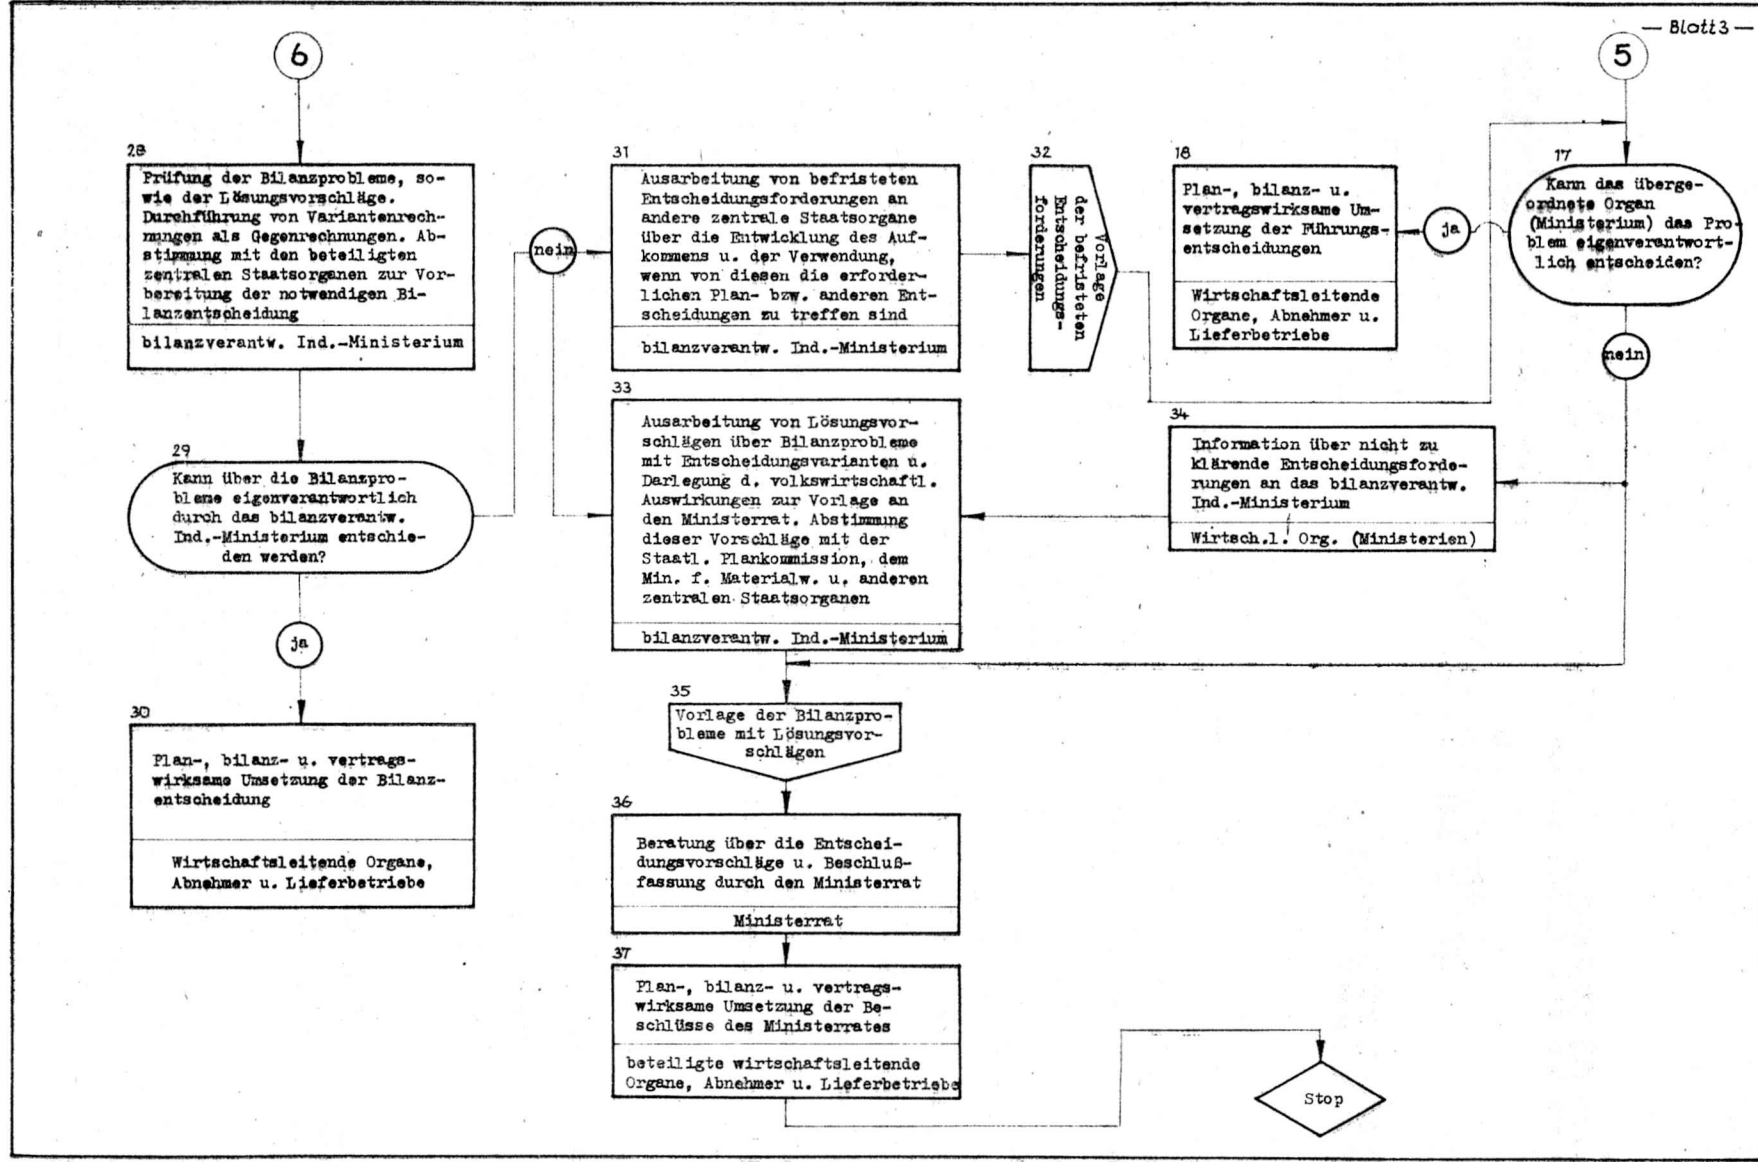 — Blatt3 —
6
5
28
Prüfung der Bilanzprobleme, so-
wie der Lösungsvorschläge.
Durchführung von Variantenrech-
nungen als Gegenrechnungen. Ab-
stimmung mit den beteiligten
zentralen Staatsorganen zur Vor-
bereitung der notwendigen Bi-
lanzentscheidung
bilanzverantw. Ind.-Ministerium
29
Kann über die Bilanzpro-
bleme eigenverantwortlich
durch das bilanzverantw.
Ind.-Ministerium entschie-
den werden?
nein
ja
30
Plan-, bilanz- u. vertrags-
wirksame Umsetzung der Bilanz-
entscheidung
Wirtschaftsleitende Organe,
Abnehmer u. Lieferbetriebe
31
Ausarbeitung von befristeten
Entscheidungsforderungen an
andere zentrale Staatsorgane
über die Entwicklung des Auf-
kommens u. der Verwendung,
wenn von diesen die erforder-
lichen Plan- bzw. anderen Ent-
scheidungen zu treffen sind
bilanzverantw. Ind.-Ministerium
32
Vorlage
der befristeten
Entscheidungs-
forderungen
18
Plan-, bilanz- u.
vertragswirksame Um-
setzung der Führungs-
entscheidungen
Wirtschaftsleitende
Organe, Abnehmer u.
Lieferbetriebe
ja
17
Kann das überge-
ordnete Organ
(Ministerium) das Pro-
blem eigenverantwort-
lich entscheiden?
nein
33
Ausarbeitung von Lösungsvor-
schlägen über Bilanzprobleme
mit Entscheidungsvarianten u.
Darlegung d. volkswirtschaftl.
Auswirkungen zur Vorlage an
den Ministerrat. Abstimmung
dieser Vorschläge mit der
Staatl. Plankommission, dem
Min. f. Materialw. u. anderen
zentralen Staatsorganen
bilanzverantw. Ind.-Ministerium
34
Information über nicht zu
klärende Entscheidungsforde-
rungen an das bilanzverantw.
Ind.-Ministerium
Wirtsch.l. Org. (Ministerien)
35
Vorlage der Bilanzpro-
bleme mit Lösungsvor-
schlägen
36
Beratung über die Entschei-
dungsvorschläge u. Beschluß-
fassung durch den Ministerrat
Ministerrat
37
Plan-, bilanz- u. vertrags-
wirksame Umsetzung der Be-
schlüsse des Ministerrates
beteiligte wirtschaftsleitende
Organe, Abnehmer u. Lieferbetriebe
Stop